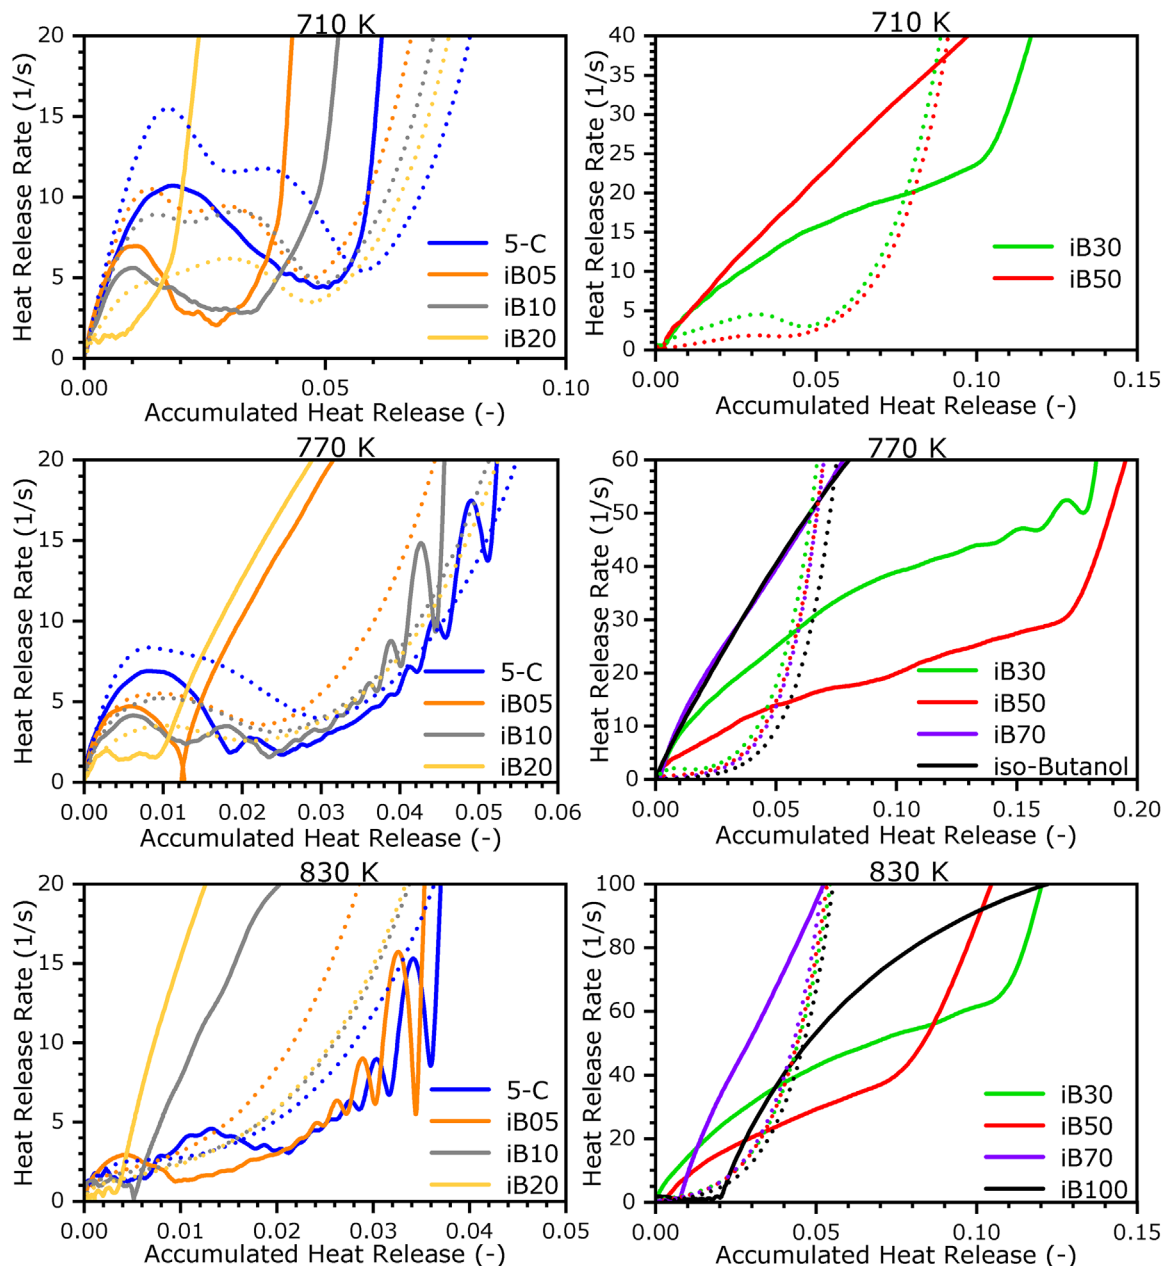 710 K
Heat Release Rate (1/s)
20
15
10
5
0
5-C
iB05
iB10
iB20
0.00
0.05
0.10
Accumulated Heat Release (-)
710 K
Heat Release Rate (1/s)
40
35
30
25
20
15
10
5
0
iB30
iB50
0.00
0.05
0.10
0.15
Accumulated Heat Release (-)
770 K
Heat Release Rate (1/s)
20
15
10
5
0
5-C
iB05
iB10
iB20
0.00
0.01
0.02
0.03
0.04
0.05
0.06
Accumulated Heat Release (-)
770 K
Heat Release Rate (1/s)
60
50
40
30
20
10
0
iB30
iB50
iB70
iso-Butanol
0.00
0.05
0.10
0.15
0.20
Accumulated Heat Release (-)
830 K
Heat Release Rate (1/s)
20
15
10
5
0
5-C
iB05
iB10
iB20
0.00
0.01
0.02
0.03
0.04
0.05
Accumulated Heat Release (-)
830 K
Heat Release Rate (1/s)
100
80
60
40
20
0
iB30
iB50
iB70
iB100
0.00
0.05
0.10
0.15
Accumulated Heat Release (-)